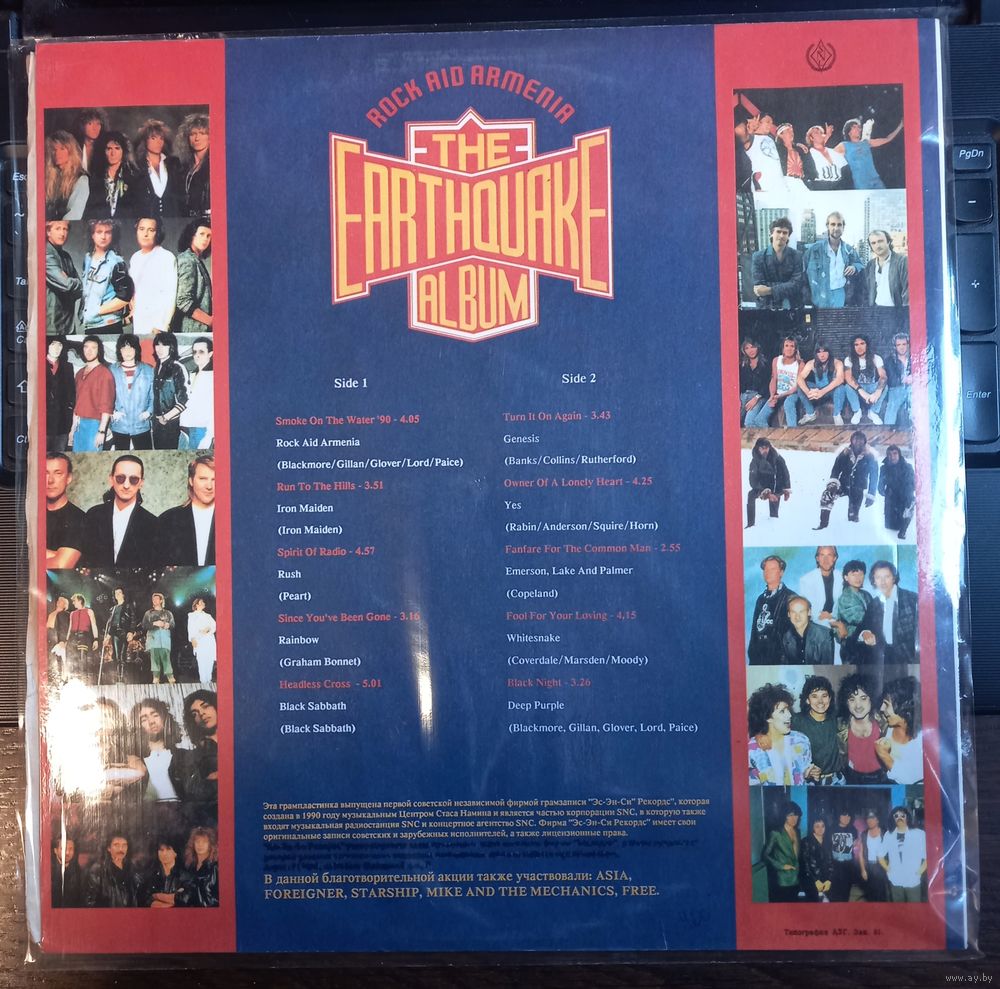 ROCK AID ARMENIA
THE
EARTHQUAKE
ALBUM
Side 1
Smoke On The Water '90 - 4.05
Rock Aid Armenia
(Blackmore/Gillan/Glover/Lord/Paice)
Run To The Hills - 3.51
Iron Maiden
(Iron Maiden)
Spirit Of Radio - 4.57
Rush
(Peart)
Since You've Been Gone - 3.16
Rainbow
(Graham Bonnet)
Headless Cross - 5.01
Black Sabbath
(Black Sabbath)
Side 2
Turn It On Again - 3.43
Genesis
(Banks/Collins/Rutherford)
Owner Of A Lonely Heart - 4.25
Yes
(Rabin/Anderson/Squire/Horn)
Fanfare For The Common Man - 2.55
Emerson, Lake And Palmer
(Copeland)
Fool For Your Loving - 4.15
Whitesnake
(Coverdale/Marsden/Moody)
Black Night - 3.26
Deep Purple
(Blackmore, Gillan, Glover, Lord, Paice)
Эта грампластинка выпущена первой советской независимой фирмой грамзаписи "Эс-Эн-Си" Рекордс", которая
создана в 1990 году музыкальным Центром Стаса Намина и является частью корпорации SNC, в которую также
входит музыкальная радиостанция SNC и концертное агентство SNC. Фирма "Эс-Эн-Си" Рекордс" имеет свои
оригинальные записи советских и зарубежных исполнителей, а также лицензионные права.
В данной благотворительной акции также участвовали: ASIA,
FOREIGNER, STARSHIP, MIKE AND THE MECHANICS, FREE.
Типография Зак.
PgDn
-
+
Enter
Esc
~
www.ay.by